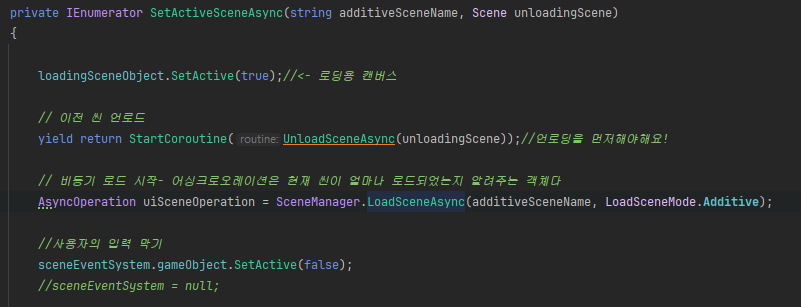 private IEnumerator SetActiveSceneAsync(string additiveSceneName, Scene unloadingScene)
{
loadingSceneObject.SetActive(true);//<- 로딩용 캔버스
// 이전 씬 언로드
yield return StartCoroutine(routine: UnloadSceneAsync(unloadingScene));//언로딩을 먼저해야해요!
// 비동기 로드 시작- 어싱크로오레이션은 현재 씬이 얼마나 로드되었는지 알려주는 객체다
AsyncOperation uiSceneOperation = SceneManager.LoadSceneAsync(additiveSceneName, LoadSceneMode.Additive);
//사용자의 입력 막기
sceneEventSystem.gameObject.SetActive(false);
//sceneEventSystem = null;